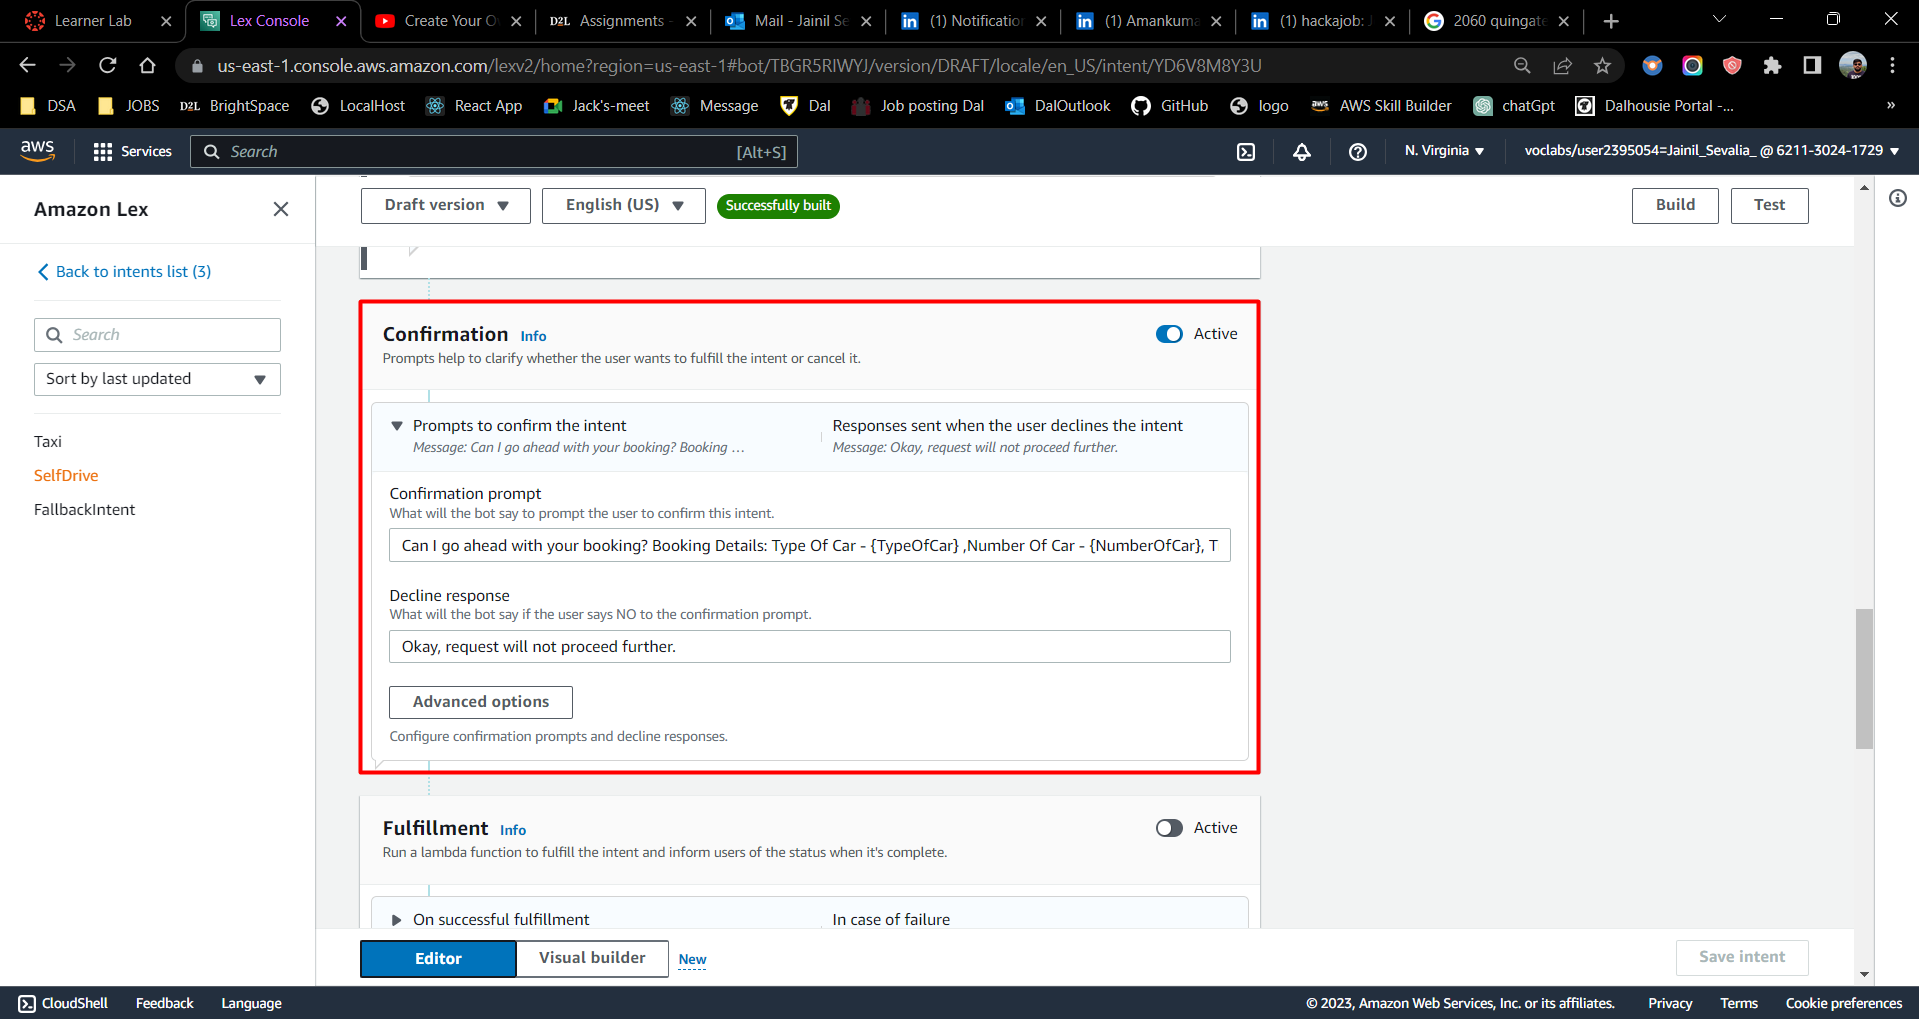 Learner Lab
Lex Console
Create Your Ow
D2L Assignments -
Mail - Jainil Se
(1) Notification
(1) Amankuma
(1) hackajob: J
2060 quingate
us-east-1.console.aws.amazon.com/lexv2/home?region=us-east-1#bot/TBGR5RIWYJ/version/DRAFT/locale/en_US/intent/YD6V8M8Y3U
DSA
JOBS
D2L BrightSpace
LocalHost
React App
Jack's-meet
Message
Dal
Job posting Dal
DalOutlook
GitHub
logo
aws AWS Skill Builder
chatGpt
Dalhousie Portal -...
»
aws
Services
Search
[Alt+S]
N. Virginia
voclabs/user2395054=Jainil_Sevalia_ @ 6211-3024-1729
Amazon Lex
Back to intents list (3)
Search
Sort by last updated
Taxi
SelfDrive
FallbackIntent
Draft version
English (US)
Successfully built
Build
Test
Confirmation Info
Active
Prompts help to clarify whether the user wants to fulfill the intent or cancel it.
Prompts to confirm the intent
Message: Can I go ahead with your booking? Booking …
Responses sent when the user declines the intent
Message: Okay, request will not proceed further.
Confirmation prompt
What will the bot say to prompt the user to confirm this intent.
Can I go ahead with your booking? Booking Details: Type Of Car - {TypeOfCar} ,Number Of Car - {NumberOfCar}, T
Decline response
What will the bot say if the user says NO to the confirmation prompt.
Okay, request will not proceed further.
Advanced options
Configure confirmation prompts and decline responses.
Fulfillment Info
Active
Run a lambda function to fulfill the intent and inform users of the status when it's complete.
On successful fulfillment
In case of failure
Editor
Visual builder
New
Save intent
CloudShell
Feedback
Language
© 2023, Amazon Web Services, Inc. or its affiliates.
Privacy
Terms
Cookie preferences